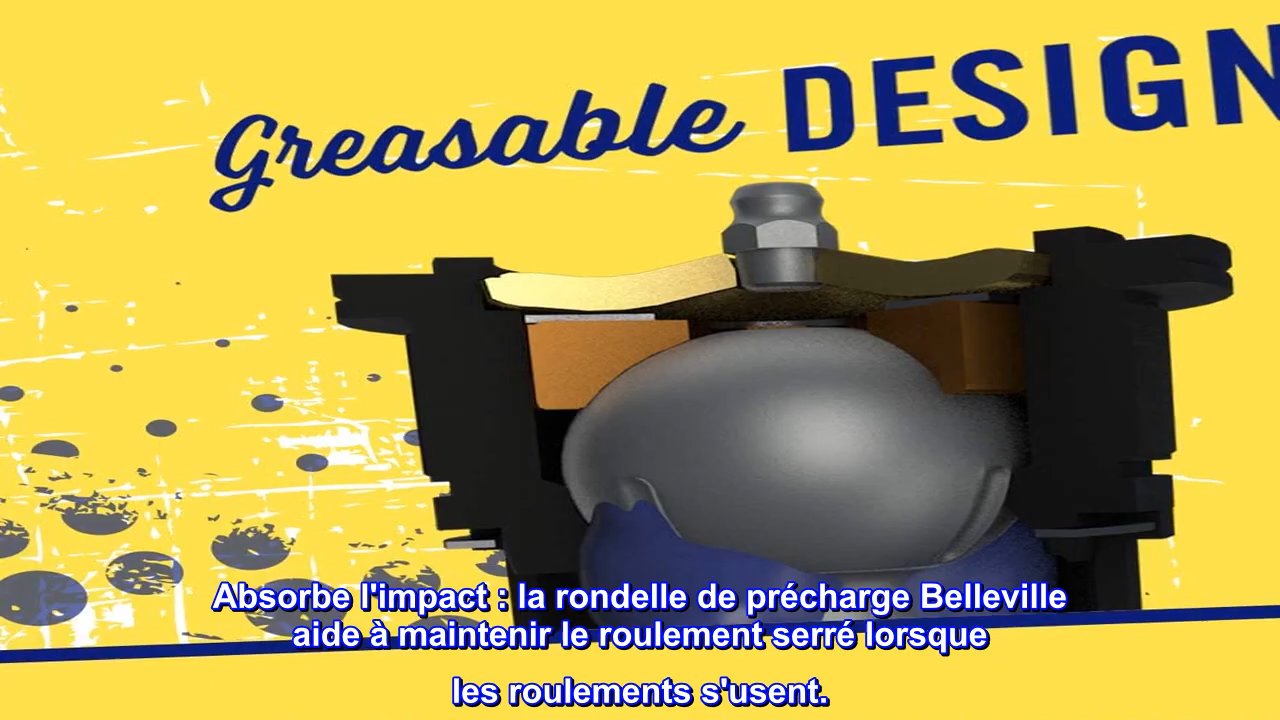 Greasable DESIGN
Absorbe l'impact : la rondelle de précharge Belleville
aide à maintenir le roulement serré lorsque
les roulements s'usent.